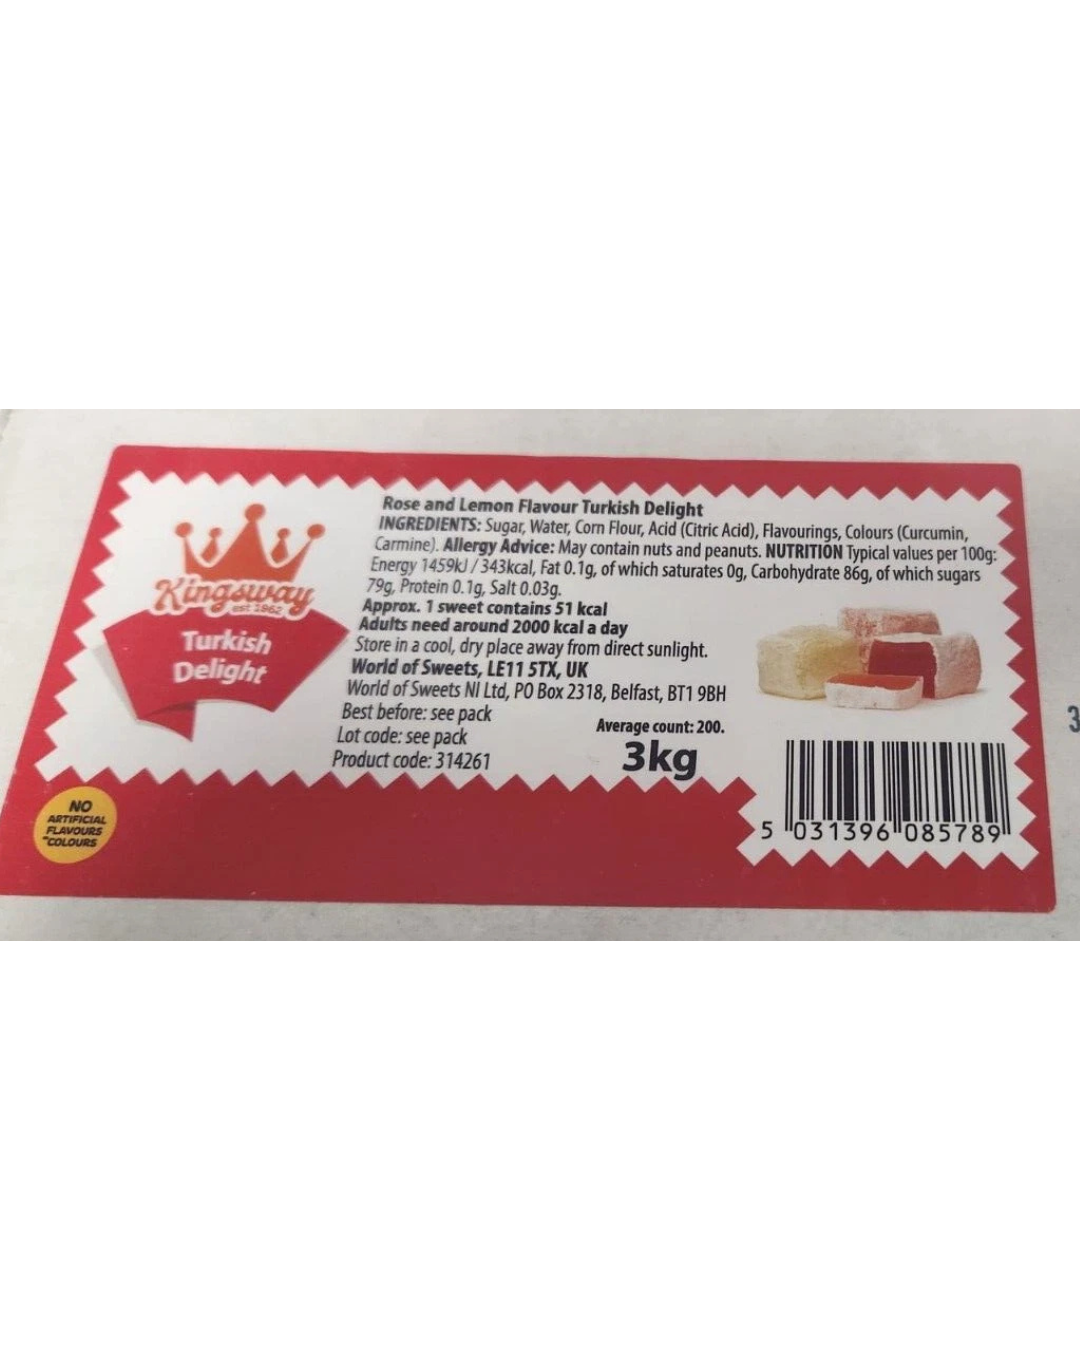 Kingsway
est 1962
Turkish
Delight
Rose and Lemon Flavour Turkish Delight
INGREDIENTS: Sugar, Water, Corn Flour, Acid (Citric Acid), Flavourings, Colours (Curcumin,
Carmine). Allergy Advice: May contain nuts and peanuts. NUTRITION Typical values per 100g:
Energy 1459kJ / 343kcal, Fat 0.1g, of which saturates 0g, Carbohydrate 86g, of which sugars
79g, Protein 0.1g, Salt 0.03g.
Approx. 1 sweet contains 51 kcal
Adults need around 2000 kcal a day
Store in a cool, dry place away from direct sunlight.
World of Sweets, LE11 5TX, UK
World of Sweets NI Ltd, PO Box 2318, Belfast, BT1 9BH
Best before: see pack
Lot code: see pack
Product code: 314261
Average count: 200.
3kg
5 031396 085789
NO
ARTIFICIAL
FLAVOURS
COLOURS
3